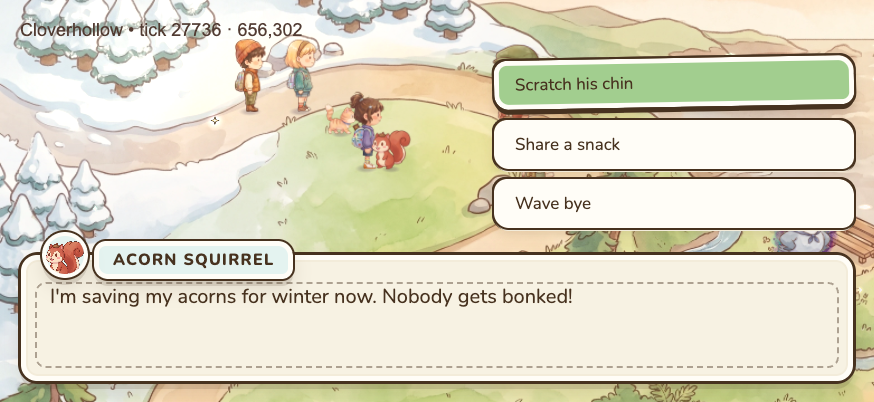 Cloverhollow • tick 27736 · 656,302
Scratch his chin
Share a snack
Wave bye
ACORN SQUIRREL
I'm saving my acorns for winter now. Nobody gets bonked!